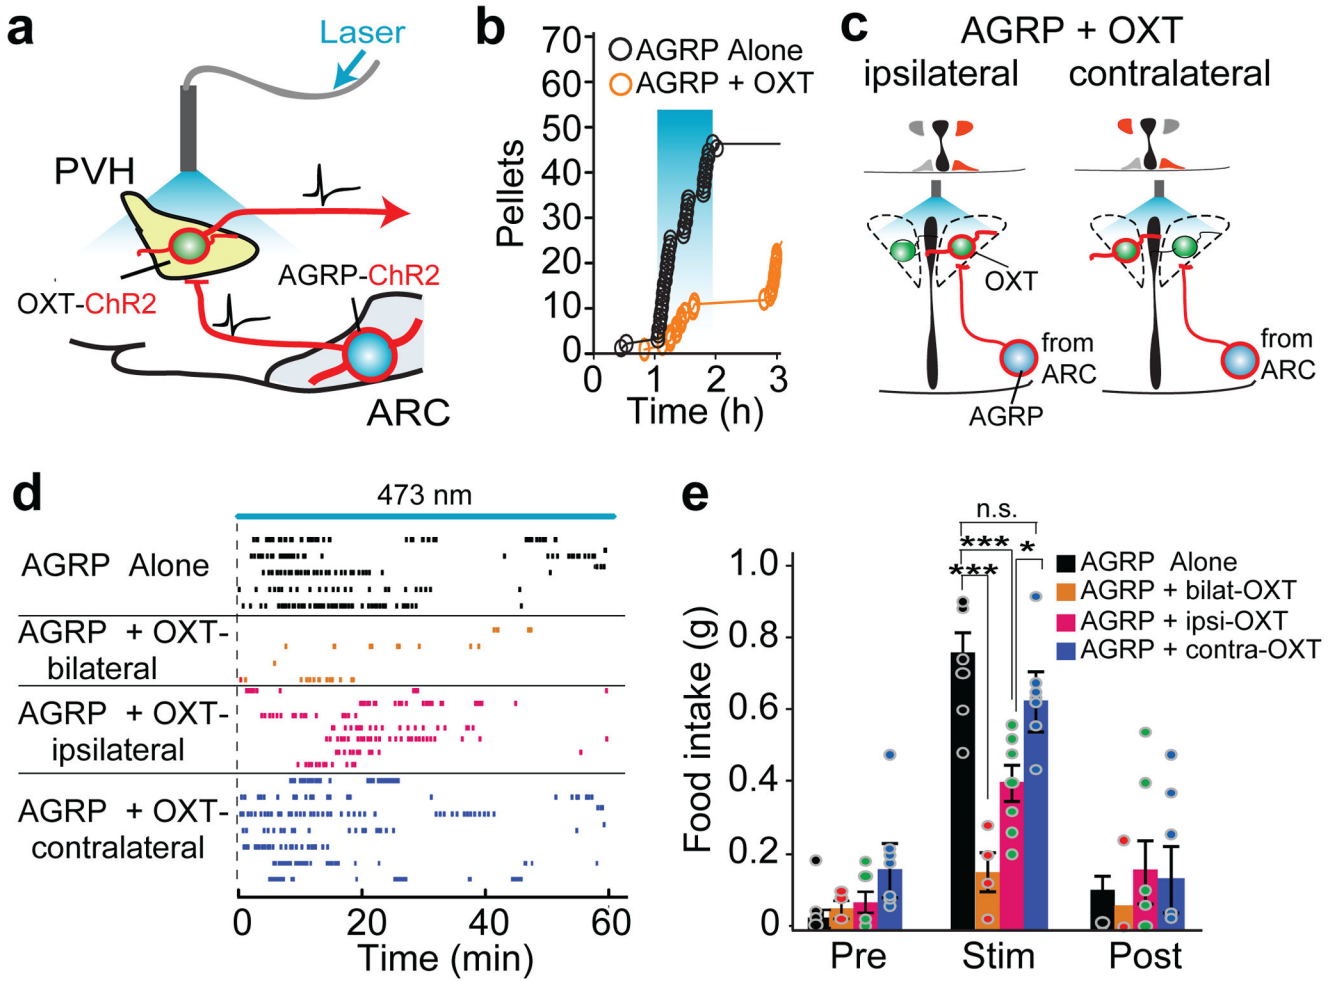 a
Laser
PVH
OXT-ChR2
AGRP-ChR2
ARC
b
70
60
50
40
30
20
10
0
Pellets
AGRP Alone
AGRP + OXT
0 1 2 3
Time (h)
c
AGRP + OXT
ipsilateral contralateral
OXT
from
ARC
AGRP
from
ARC
d
473 nm
AGRP Alone
AGRP + OXT-
bilateral
AGRP + OXT-
ipsilateral
AGRP + OXT-
contralateral
0 20 40 60
Time (min)
e
n.s.
*** *
***
1.0
0.8
0.6
0.4
0.2
0
Food intake (g)
AGRP Alone
AGRP + bilat-OXT
AGRP + ipsi-OXT
AGRP + contra-OXT
Pre Stim Post